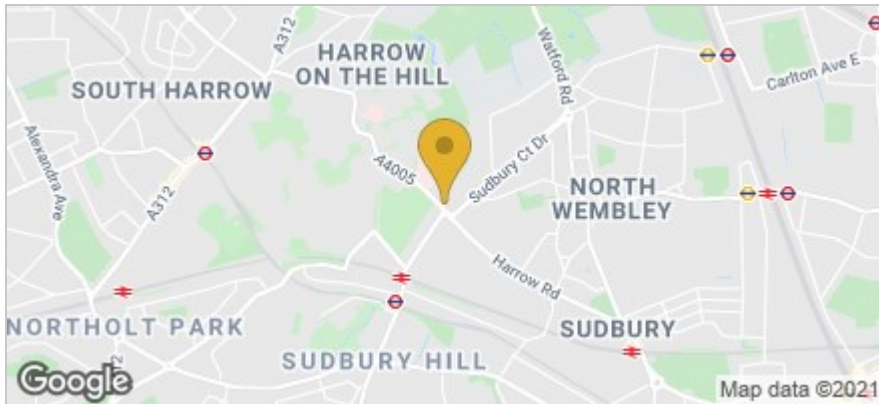 A312
HARROW
ON THE HILL
Watford Rd
Carlton Ave E
SOUTH HARROW
Alexandra Ave
A312
A4005
Sudbury Ct Dr
NORTH
WEMBLEY
Harrow Rd
NORTHOLT PARK
SUDBURY
SUDBURY HILL
Google
Map data ©2021